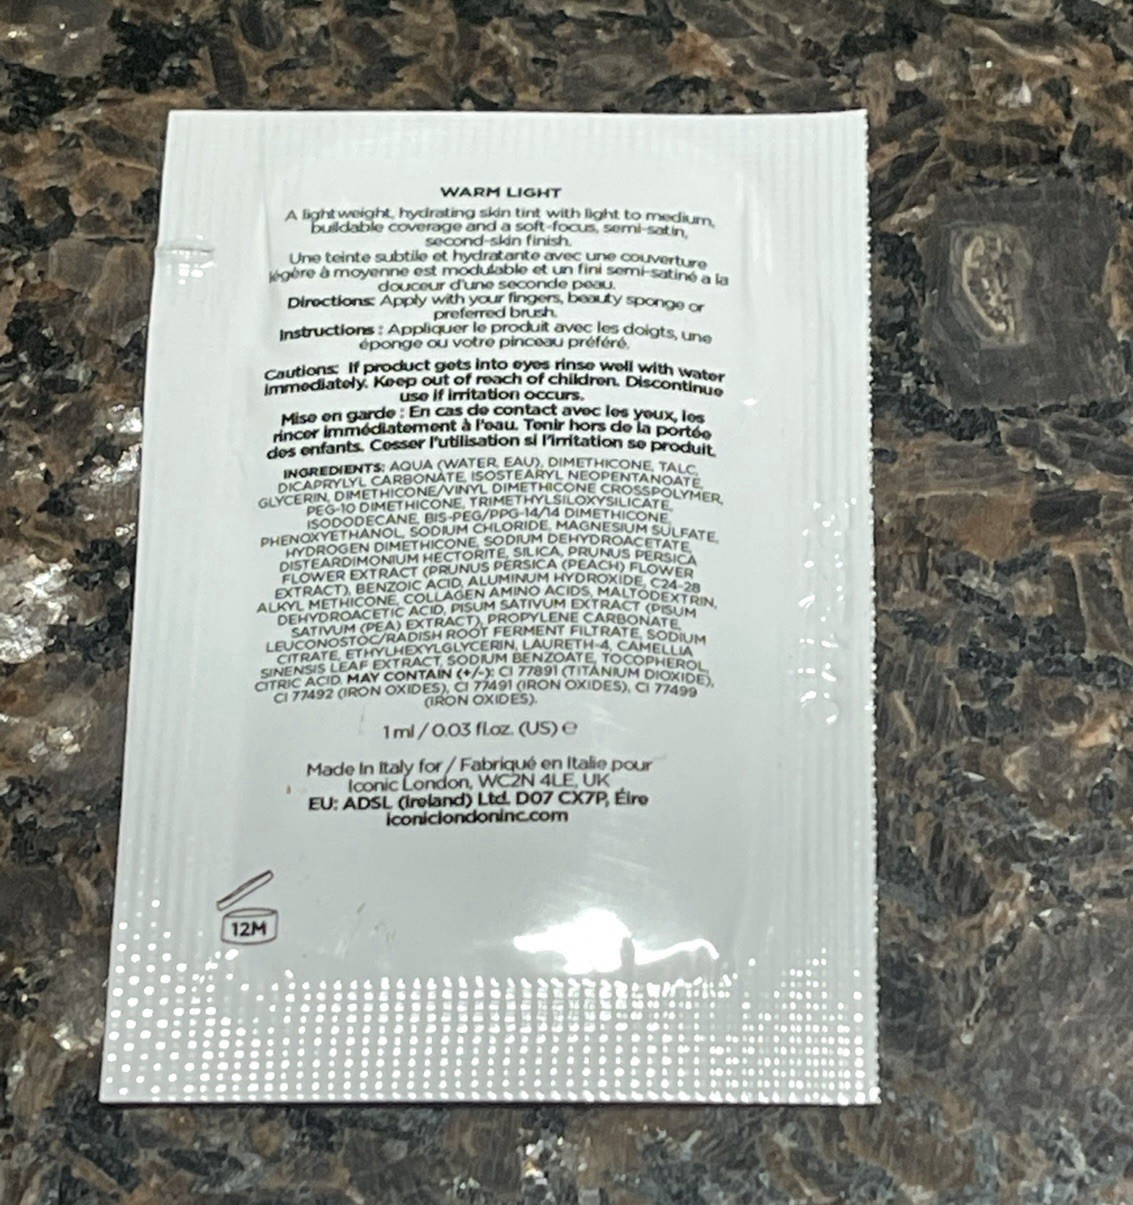 WARM LIGHT
A lightweight, hydrating skin tint with light to medium,
buildable coverage and a soft-focus, semi-satin,
second-skin finish.
Une teinte subtile et hydratante avec une couverture
légère à moyenne est modulable et un fini semi-satiné a la
douceur d'une seconde peau.
Directions: Apply with your fingers, beauty sponge or
preferred brush.
Instructions : Appliquer le produit avec les doigts, une
éponge ou votre pinceau préféré.
Cautions: If product gets into eyes rinse well with water
immediately. Keep out of reach of children. Discontinue
use if irritation occurs.
Mise en garde : En cas de contact avec les yeux, les
rincer immédiatement à l'eau. Tenir hors de la portée
des enfants. Cesser l'utilisation si l'irritation se produit.
INGREDIENTS: AQUA (WATER, EAU), DIMETHICONE, TALC,
DICAPRYLYL CARBONATE, ISOSTEARYL NEOPENTANOATE,
GLYCERIN, DIMETHICONE/VINYL DIMETHICONE CROSSPOLYMER,
PEG-10 DIMETHICONE, TRIMETHYLSILOXYSILICATE,
ISODODECANE, BIS-PEG/PPG-14/14 DIMETHICONE,
PHENOXYETHANOL, SODIUM CHLORIDE, MAGNESIUM SULFATE,
HYDROGEN DIMETHICONE, SODIUM DEHYDROACETATE,
DISTEARDIMONIUM HECTORITE, SILICA, PRUNUS PERSICA
FLOWER EXTRACT (PRUNUS PERSICA (PEACH) FLOWER
EXTRACT), BENZOIC ACID, ALUMINUM HYDROXIDE, C24-28
ALKYL METHICONE, COLLAGEN AMINO ACIDS, MALTODEXTRIN,
DEHYDROACETIC ACID, PISUM SATIVUM EXTRACT (PISUM
SATIVUM (PEA) EXTRACT), PROPYLENE CARBONATE,
LEUCONOSTOC/RADISH ROOT FERMENT FILTRATE, SODIUM
CITRATE, ETHYLHEXYLGLYCERIN, LAURETH-4, CAMELLIA
SINENSIS LEAF EXTRACT, SODIUM BENZOATE, TOCOPHEROL,
CITRIC ACID. MAY CONTAIN (+/-): CI 77891 (TITANIUM DIOXIDE),
CI 77492 (IRON OXIDES), CI 77491 (IRON OXIDES), CI 77499
(IRON OXIDES).
1 ml / 0.03 fl.oz. (US) ℮
Made In Italy for / Fabriqué en Italie pour
Iconic London, WC2N 4LE, UK
EU: ADSL (Ireland) Ltd. D07 CX7P, Éire
iconiclondoninc.com
12M